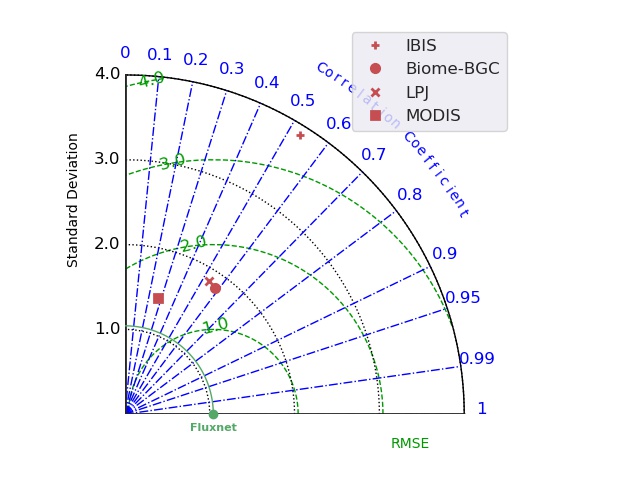 IBIS
Biome-BGC
LPJ
MODIS
Correlation Coefficient
0 0.1 0.2 0.3 0.4 0.5 0.6 0.7 0.8 0.9 0.95 0.99 1
4.0
3.0
2.0
1.0
Standard Deviation
4.0
3.0
2.0
1.0
Fluxnet
RMSE